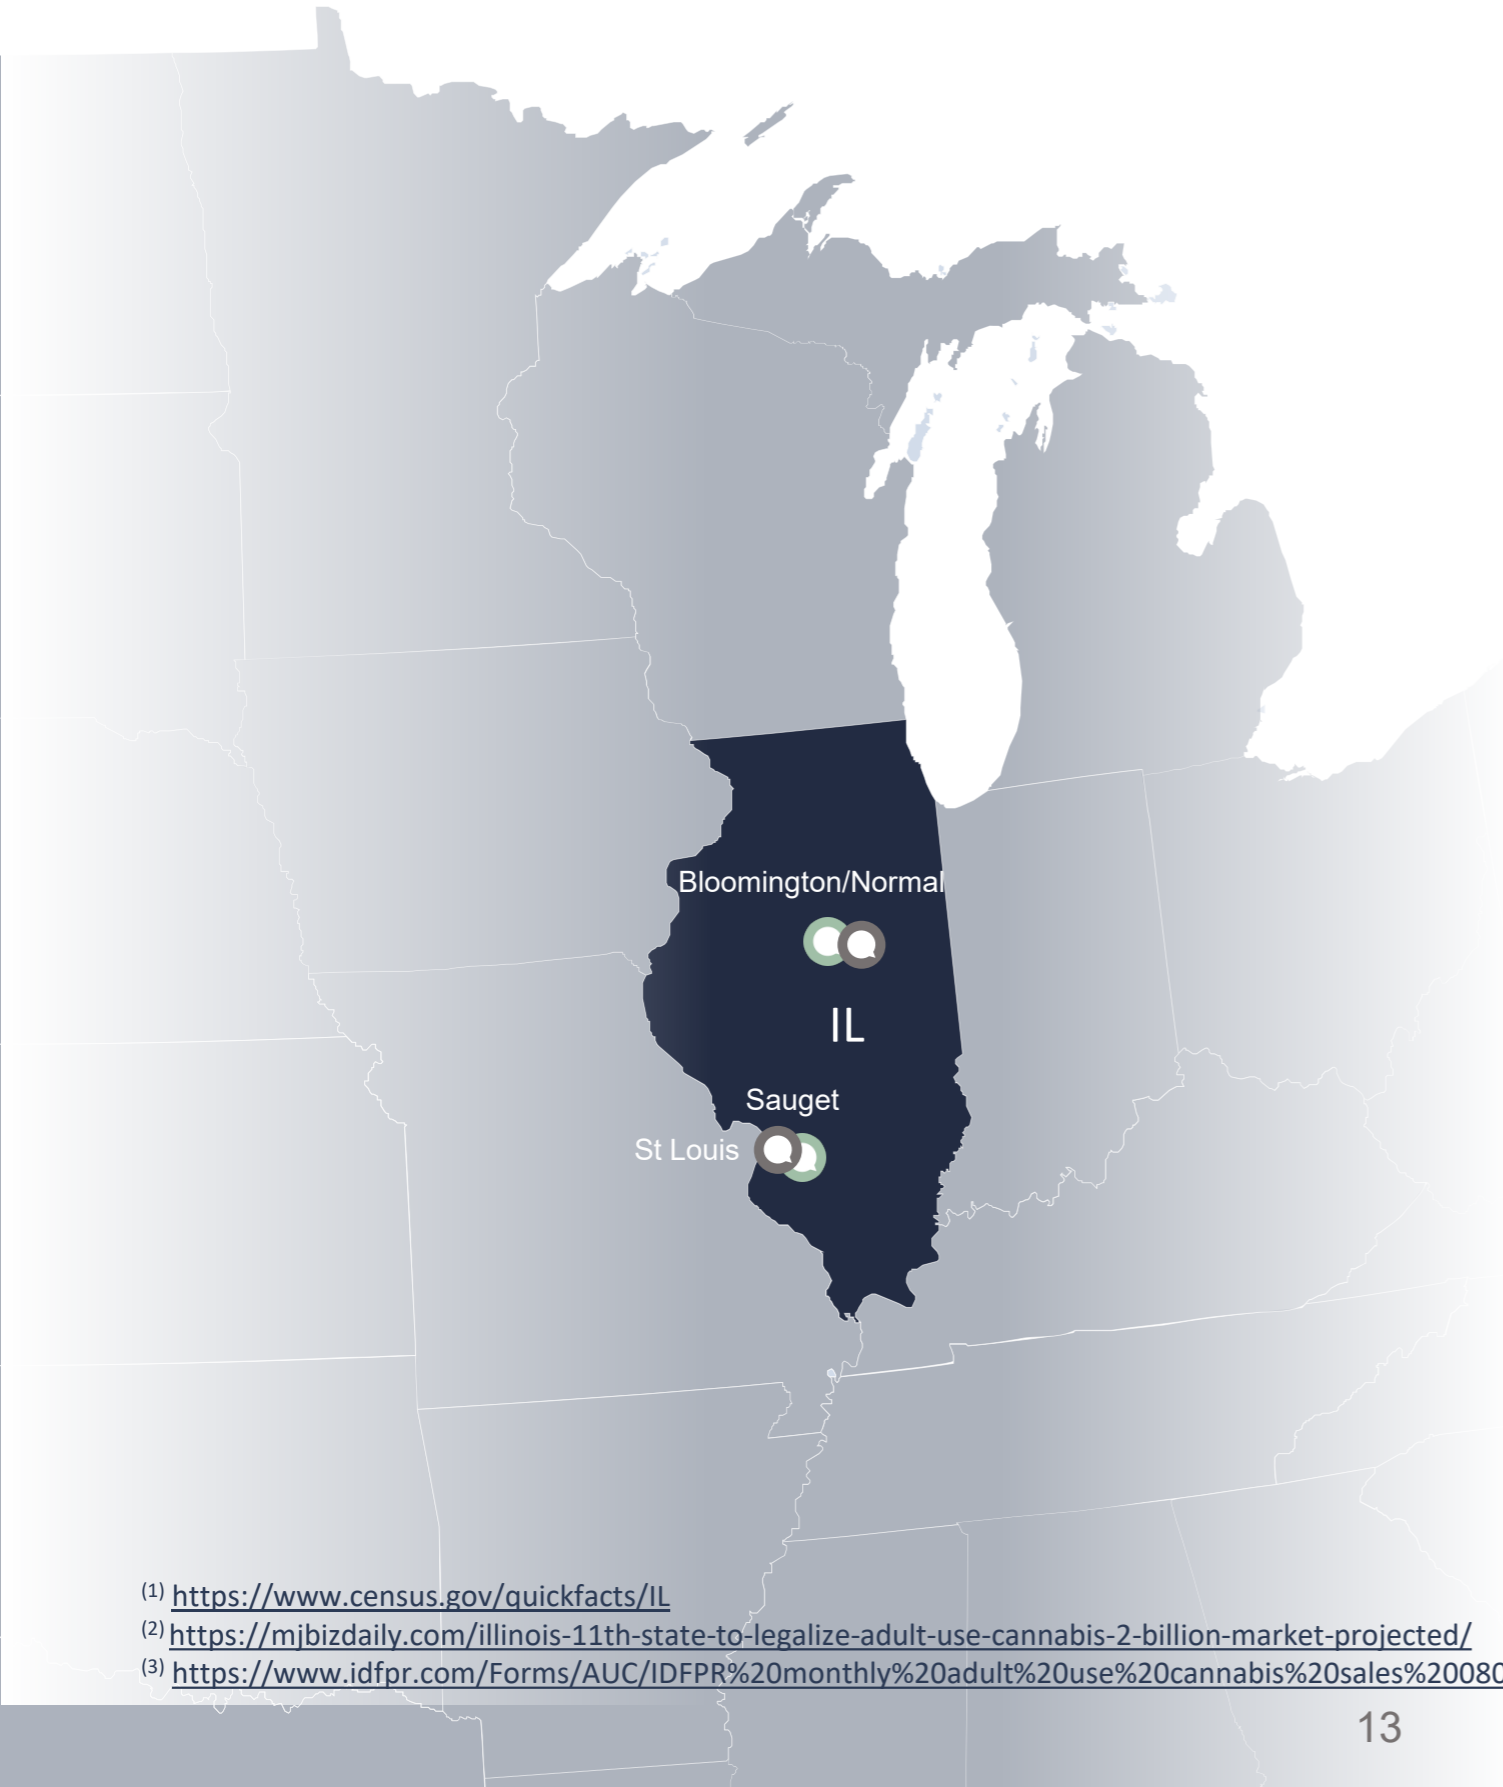 Bloomington/Normal
IL
Sauget
St Louis
(1) https://www.census.gov/quickfacts/IL
(2) https://mjbizdaily.com/illinois-11th-state-to-legalize-adult-use-cannabis-2-billion-market-projected/
(3) https://www.idfpr.com/Forms/AUC/IDFPR%20monthly%20adult%20use%20cannabis%20sales%20080
13